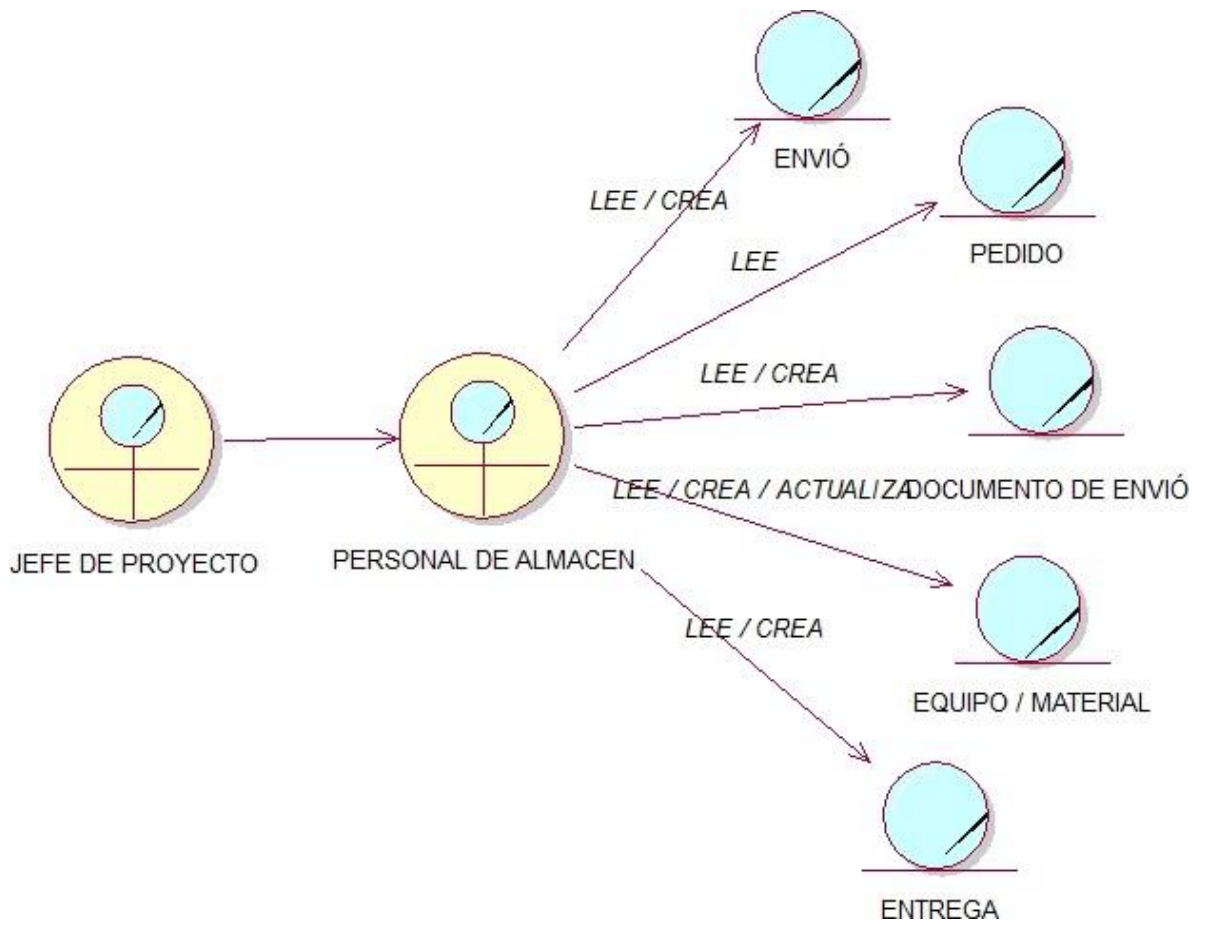 ENVIÓ
LEE / CREA
PEDIDO
LEE
LEE / CREA
LEE / CREA / ACTUALIZA
DOCUMENTO DE ENVIÓ
JEFE DE PROYECTO
PERSONAL DE ALMACEN
LEE / CREA
EQUIPO / MATERIAL
ENTREGA